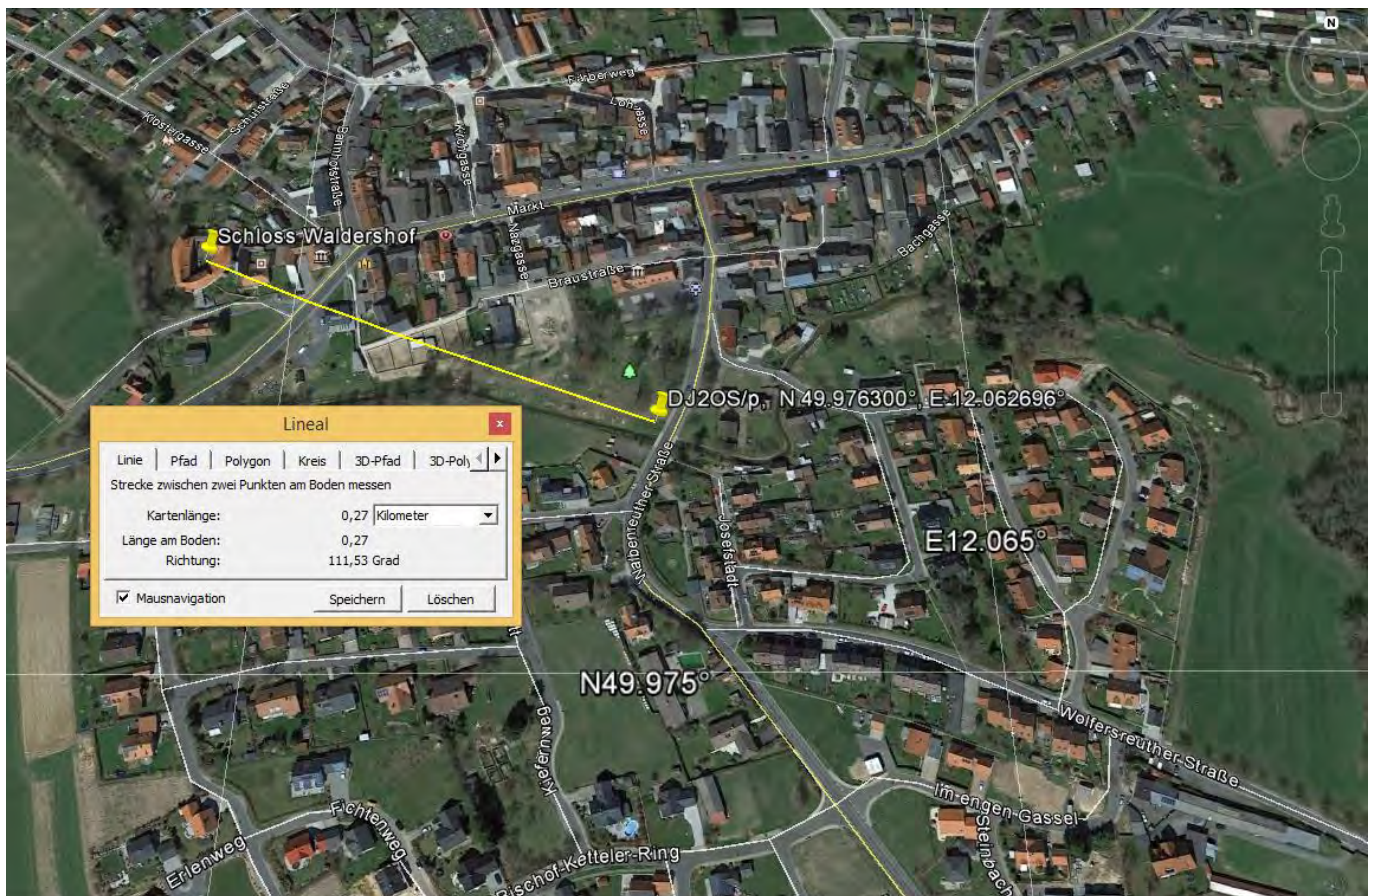 N
Färberweg
Schulstraße
Klostergasse
Bahnhofstraße
Kirchgasse
Markt
Schloss Waldershof
Nazgasse
Braustraße
Bachgasse
DJ2OS/p, N 49.976300°, E 12.062696°
Lineal
x
Linie
Pfad
Polygon
Kreis
3D-Pfad
3D-Poly
Strecke zwischen zwei Punkten am Boden messen
Kartenlänge: 0,27 Kilometer
Länge am Boden: 0,27
Richtung: 111,53 Grad
Mausnavigation
Speichern
Löschen
Walbenreuther Straße
Josefstadt
E12.065°
N49.975°
Kiefernweg
Wolfersreuther Straße
Im engen Gassel
Steinbach
Fichtenweg
Erlenweg
Bischof-Ketteler-Ring